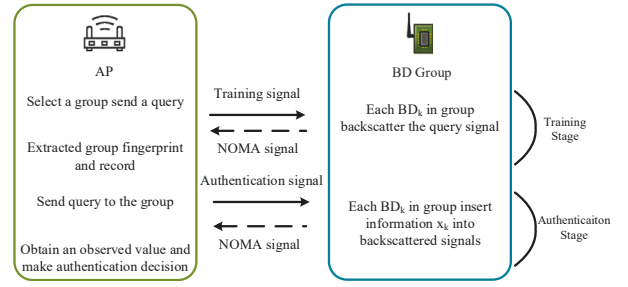 AP
Select a group send a query
Extracted group fingerprint
and record
Send query to the group
Obtain an observed value and
make authentication decision
Training signal
NOMA signal
Authentication signal
NOMA signal
BD Group
Each BDk in group
backscatter the query signal
Each BDk in group insert
information xk into
backscattered signals
Training
Stage
Authenticaiton
Stage